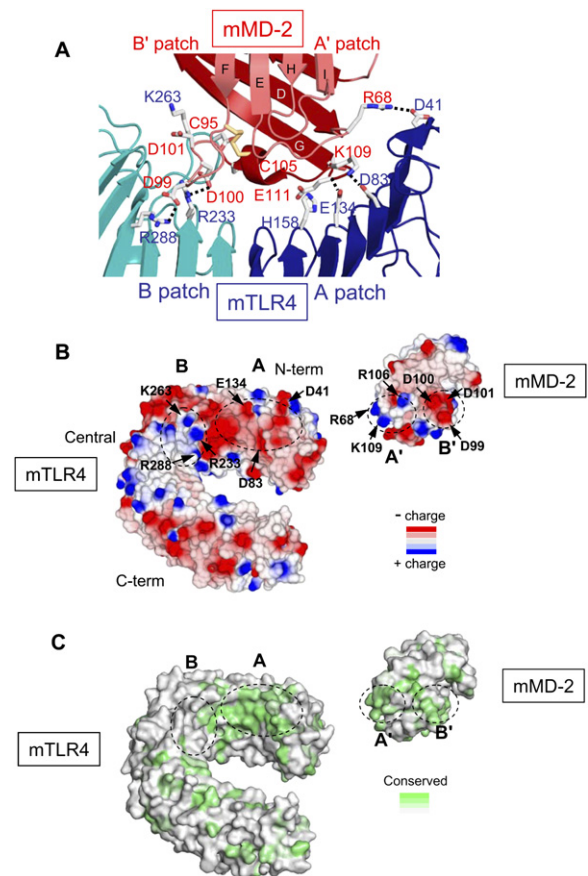 mMD-2
A
B' patch
A' patch
F
E
H
I
D
G
K263
C95
D101
R68
D41
K109
C105
D99
D100
E111
D83
R288
R233
H158
E134
B patch
mTLR4
A patch
B
B
A
N-term
K263
E134
D41
Central
mTLR4
R288
R233
D83
C-term
R106
D100
D101
mMD-2
R68
K109
A'
B'
D99
- charge
+ charge
C
B
A
mTLR4
mMD-2
A'
B'
Conserved